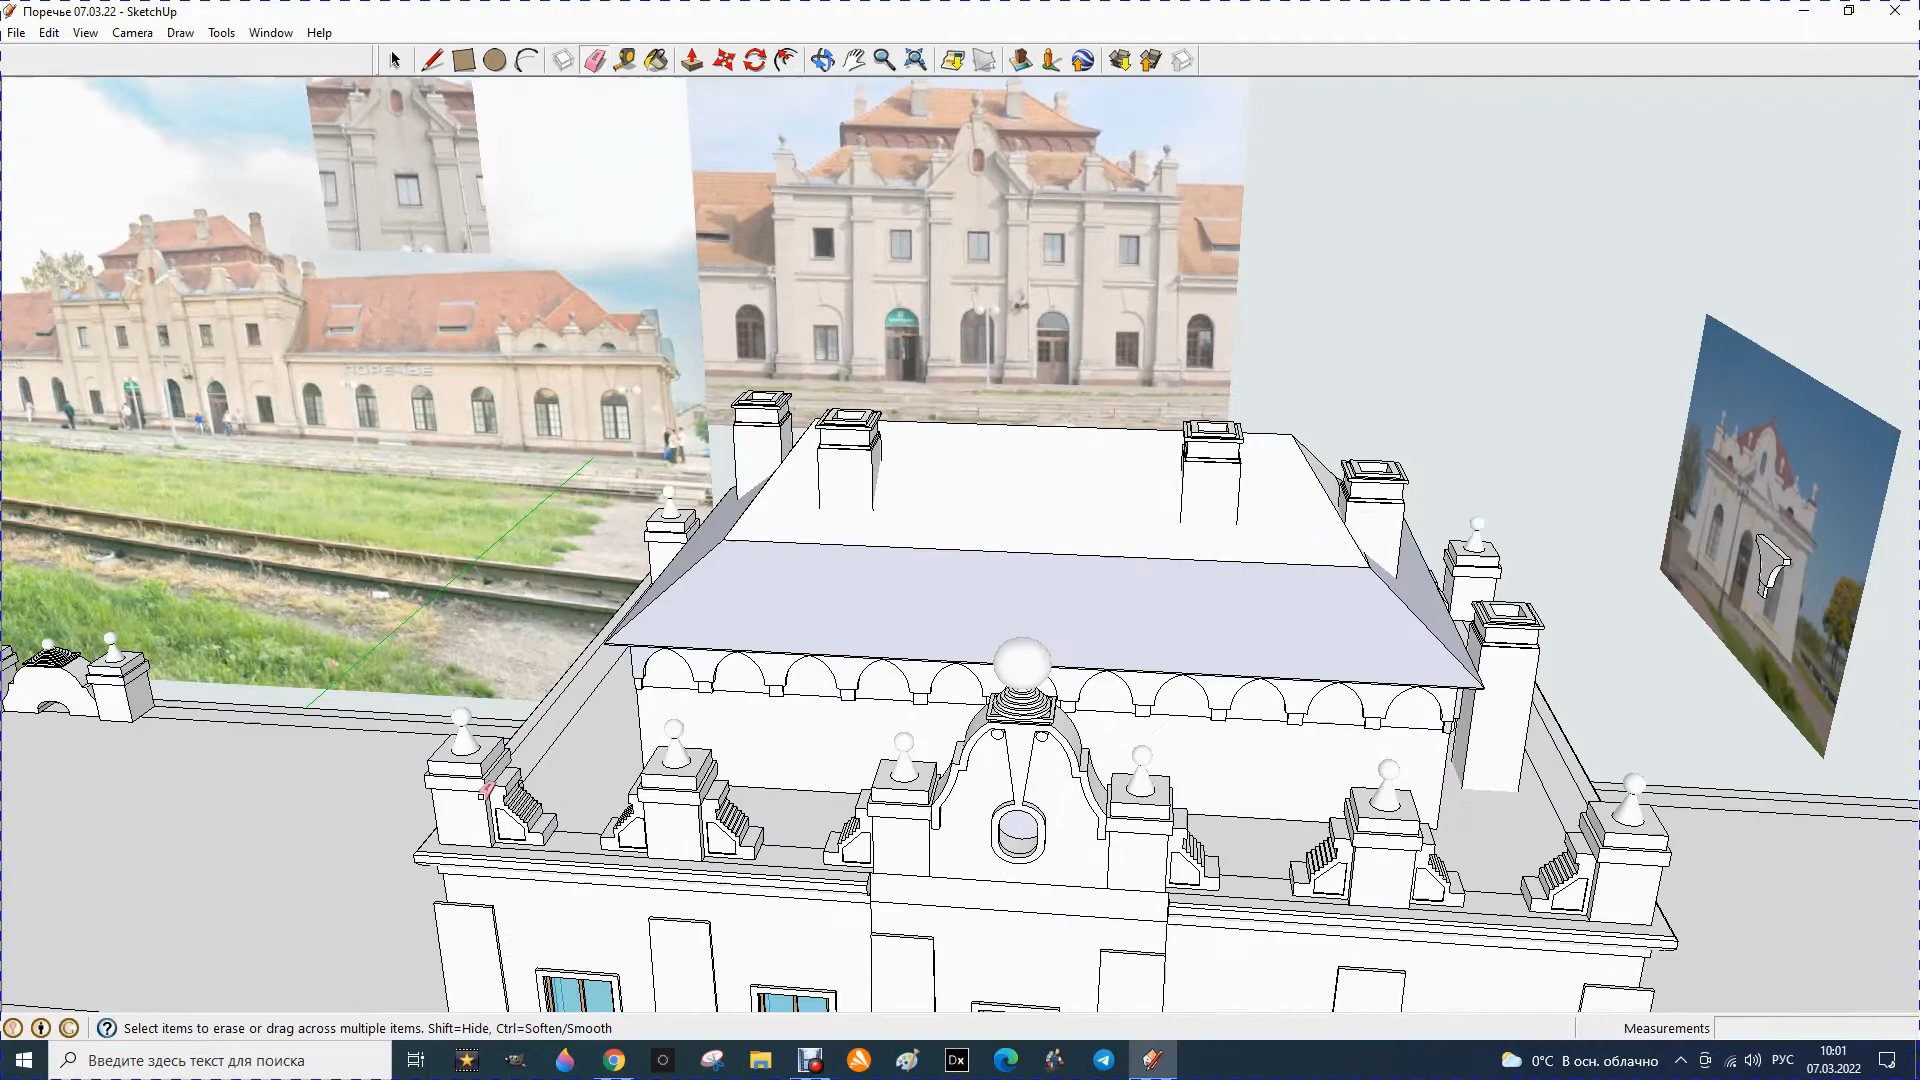 Поречье 07.03.22 - SketchUp
File Edit View Camera Draw Tools Window Help
ПОРЕЧЬЕ
Select items to erase or drag across multiple items. Shift=Hide, Ctrl=Soften/Smooth
Measurements
Введите здесь текст для поиска
Dx
0°C В осн. облачно
РУС
10:01
07.03.2022